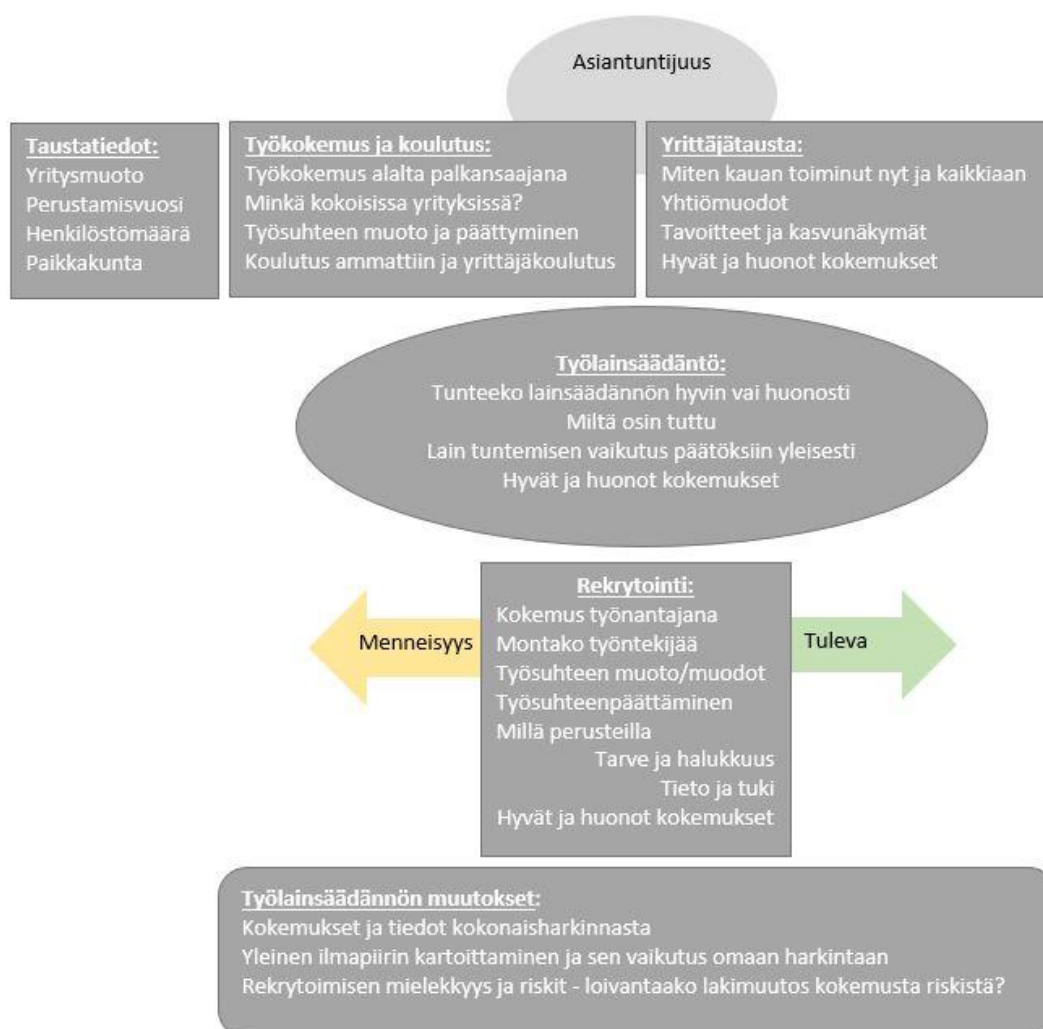 Asiantuntijuus
Taustatiedot:
Yritysmuoto
Perustamisvuosi
Henkilöstömäärä
Paikkakunta
Työkokemus ja koulutus:
Työkokemus alalta palkansaajana
Minkä kokoisissa yrityksissä?
Työsuhteen muoto ja päättyminen
Koulutus ammattiin ja yrittäjäkoulutus
Yrittäjätausta:
Miten kauan toiminut nyt ja kaikkiaan
Yhtiömuodot
Tavoitteet ja kasvunäkymät
Hyvät ja huonot kokemukset
Työlainsäädäntö:
Tunteeko lainsäädännön hyvin vai huonosti
Miltä osin tuttu
Lain tuntemisen vaikutus päätöksiin yleisesti
Hyvät ja huonot kokemukset
Menneisyys
Rekrytointi:
Kokemus työnantajana
Montako työntekijää
Työsuhteen muoto/muodot
Työsuhteenpäättäminen
Millä perusteilla
Tarve ja halukkuus
Tieto ja tuki
Hyvät ja huonot kokemukset
Tuleva
Työlainsäädännön muutokset:
Kokemukset ja tiedot kokonaisharkinnasta
Yleinen ilmapiirin kartoittaminen ja sen vaikutus omaan harkintaan
Rekrytoimisen mielekkyys ja riskit - loivantaako lakimuutos kokemusta riskistä?